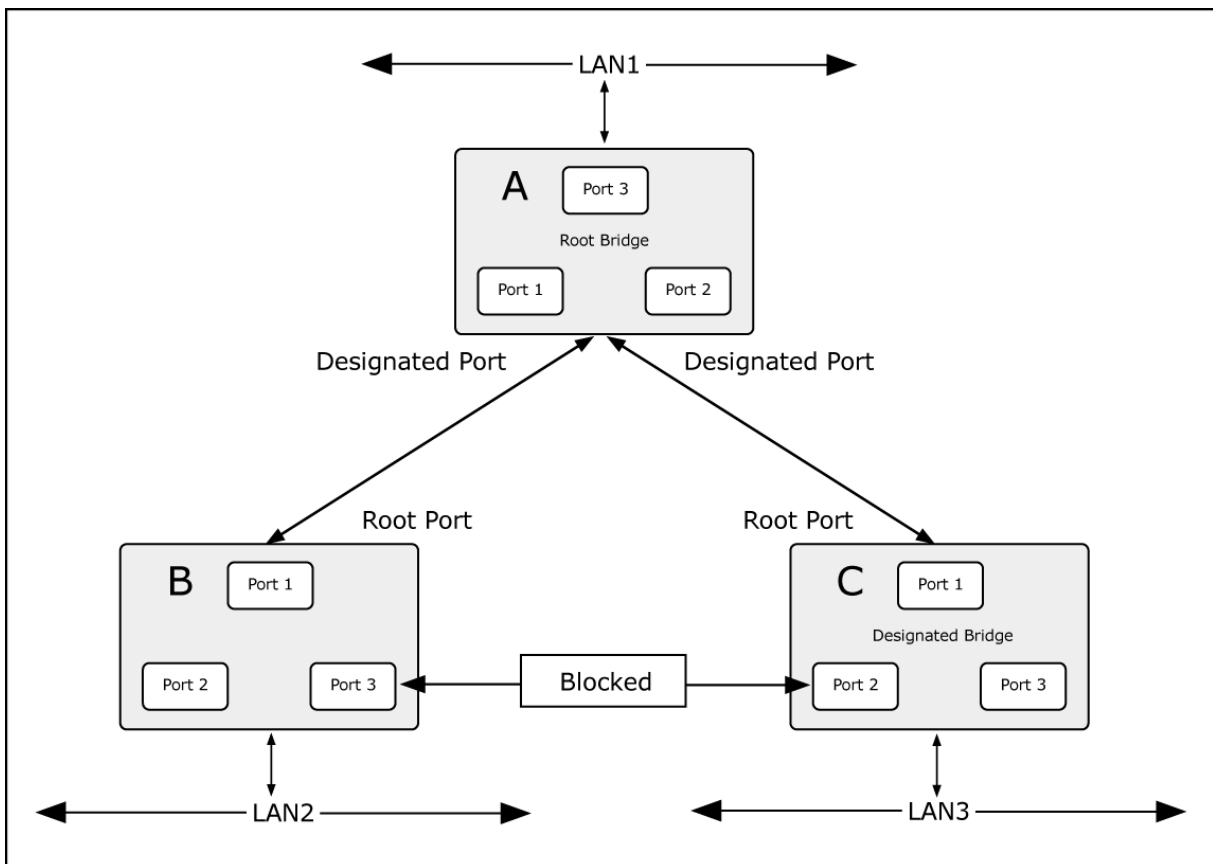 LAN1
A
Port 3
Root Bridge
Port 1
Port 2
Designated Port
Designated Port
Root Port
Root Port
B
Port 1
Port 2
Port 3
Blocked
C
Port 1
Designated Bridge
Port 2
Port 3
LAN2
LAN3